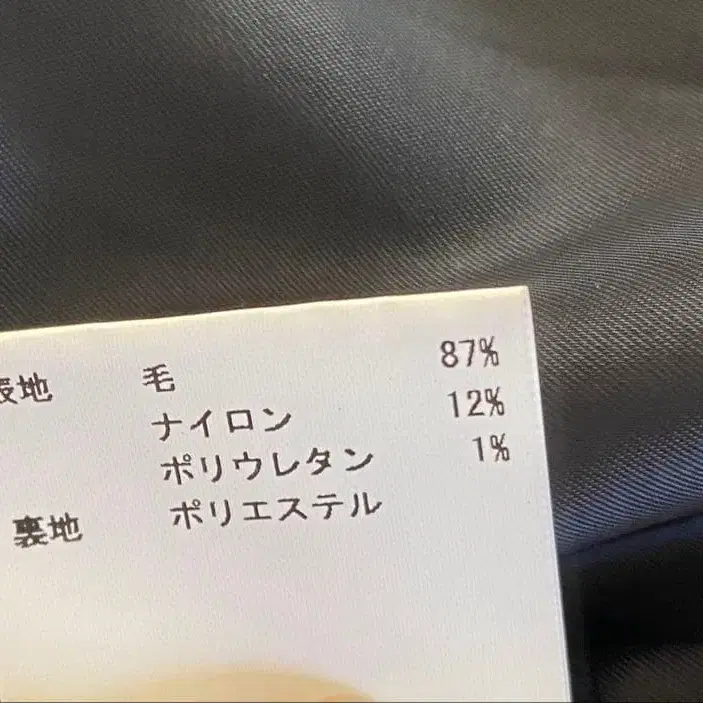 表地 毛 87%
ナイロン 12%
ポリウレタン 1%
裏地 ポリエステル